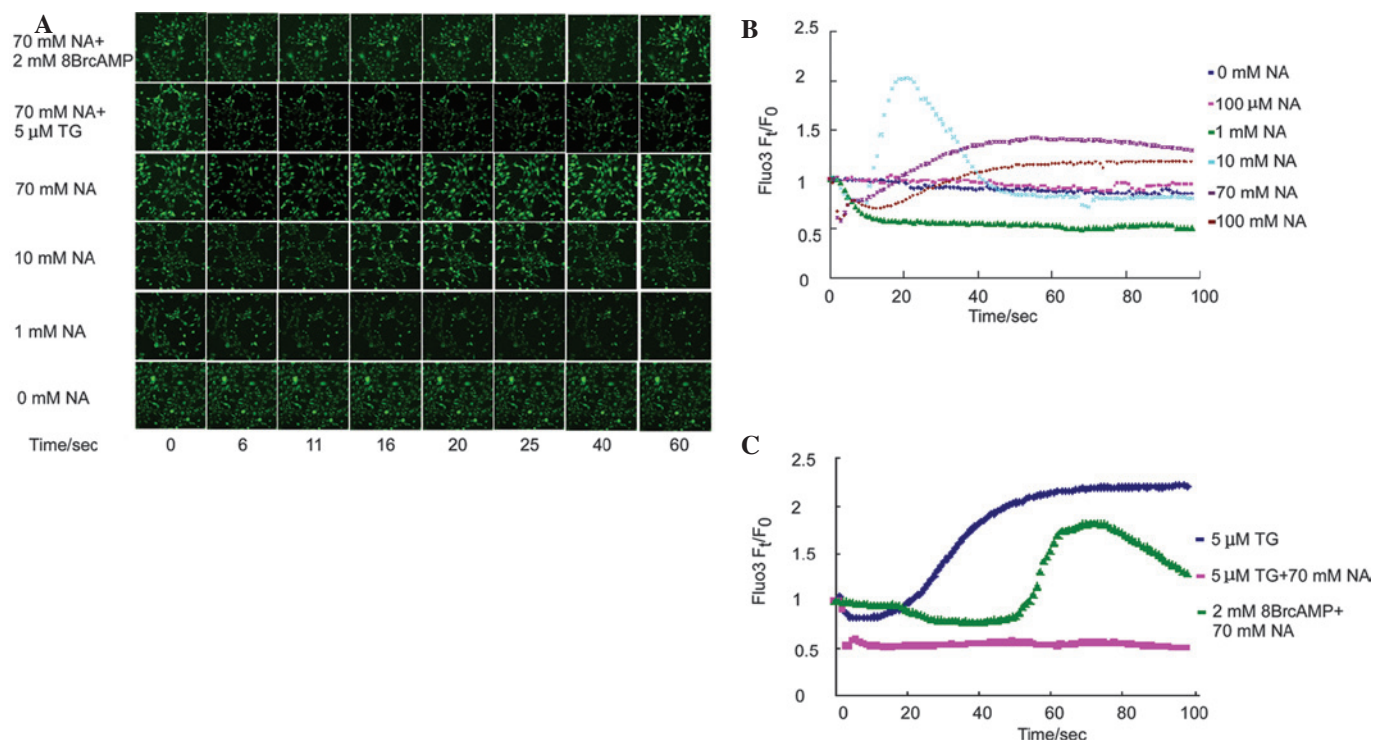 A
70 mM NA+
2 mM 8BrcAMP
70 mM NA+
5 µM TG
70 mM NA
10 mM NA
1 mM NA
0 mM NA
Time/sec 0 6 11 16 20 25 40 60
B
2.5
2
1.5
1
0.5
0
Fluo3 Ft/F0
0 20 40 60 80 100
Time/sec
0 mM NA
100 µM NA
1 mM NA
10 mM NA
70 mM NA
100 mM NA
C
2.5
2
1.5
1
0.5
0
Fluo3 Ft/F0
0 20 40 60 80 100
Time/sec
5 µM TG
5 µM TG+70 mM NA
2 mM 8BrcAMP+
70 mM NA